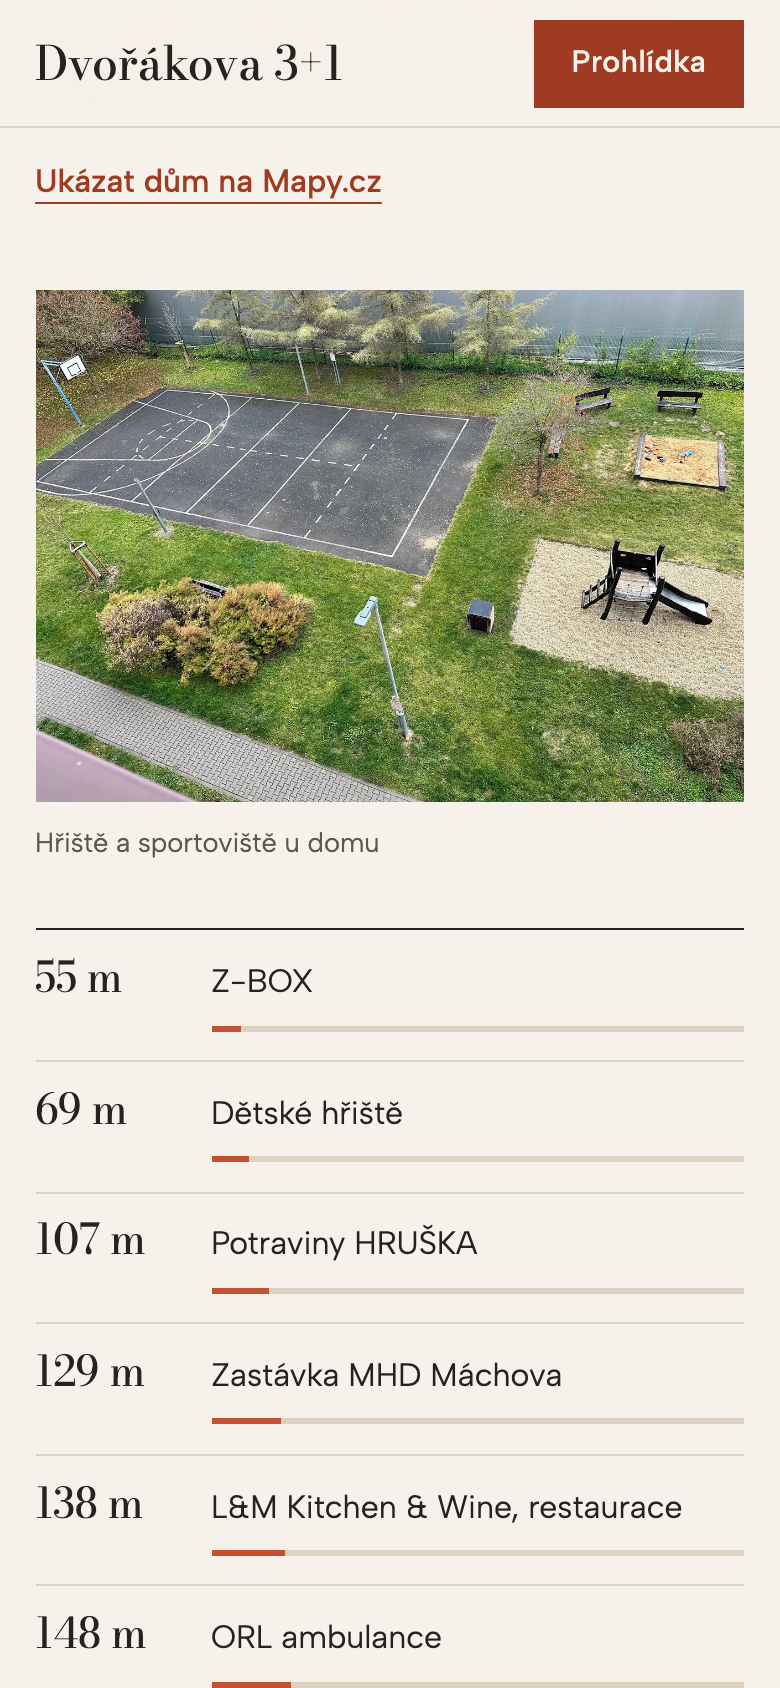 Dvořákova 3+1
Prohlídka
Ukázat dům na Mapy.cz
Hřiště a sportoviště u domu
55 m Z-BOX
69 m Dětské hřiště
107 m Potraviny HRUŠKA
129 m Zastávka MHD Máchova
138 m L&M Kitchen & Wine, restaurace
148 m ORL ambulance